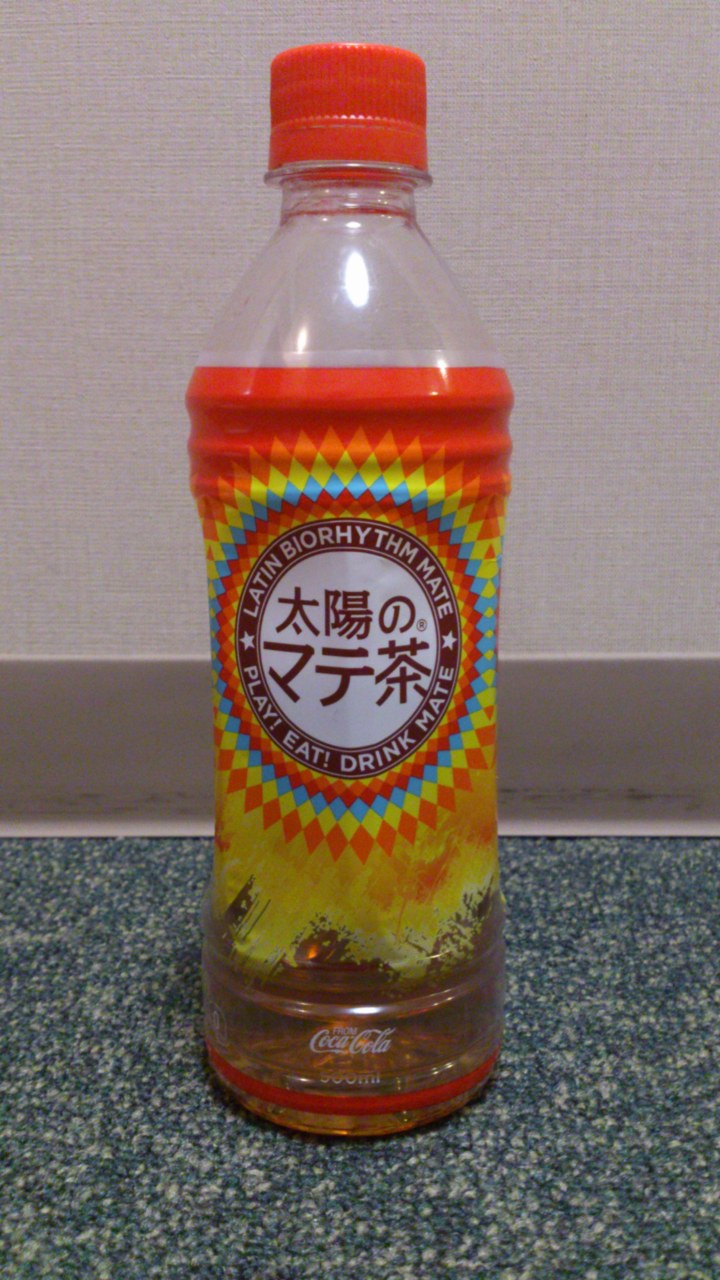 LATIN BIORHYTHM MATE
太陽の®
マテ茶
PLAY! EAT! DRINK MATE
FROM
Coca-Cola